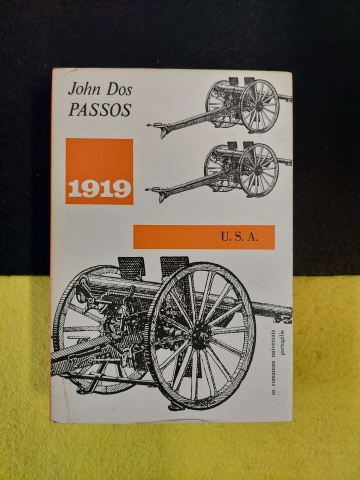 John Dos
PASSOS
1919
U. S. A.
os romances universais
portugália